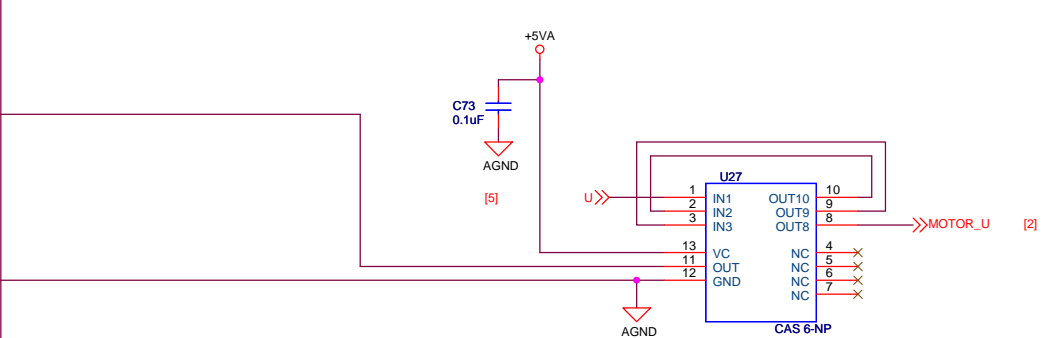 +5VA
C73
0.1uF
AGND
[5]
U
U27
1 IN1 OUT10 10
2 IN2 OUT9 9
3 IN3 OUT8 8
MOTOR_U [2]
13 VC NC 4
11 OUT NC 5
12 GND NC 6
NC 7
AGND
CAS 6-NP